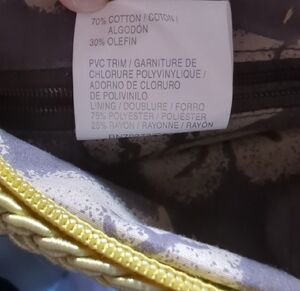 70% COTTON / COTON /
ALGODÓN
30% OLEFIN
PVC TRIM / GARNITURE DE
CHLORURE POLYVINYLIQUE /
ADORNO DE CLORURO
DE POLIVINILO
LINING / DOUBLURE / FORRO
75% POLYESTER / POLIÉSTER
25% RAYON / RAYONNE / RAYON